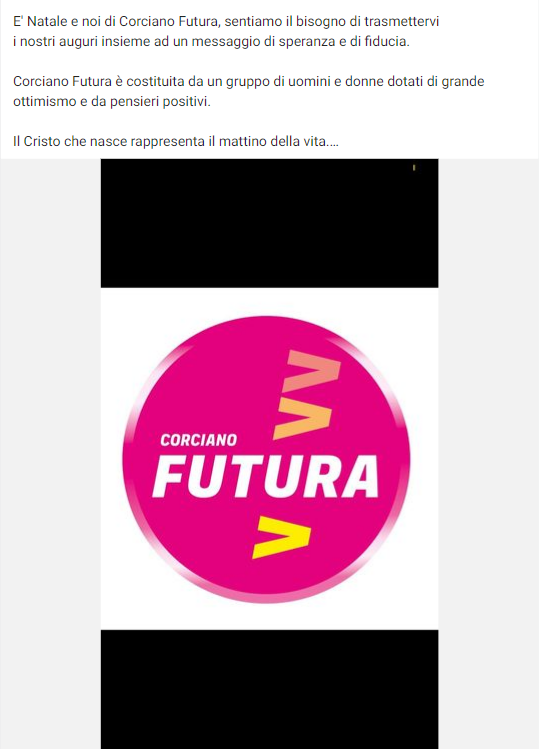 E' Natale e noi di Corciano Futura, sentiamo il bisogno di trasmettervi
i nostri auguri insieme ad un messaggio di speranza e di fiducia.
Corciano Futura è costituita da un gruppo di uomini e donne dotati di grande
ottimismo e da pensieri positivi.
Il Cristo che nasce rappresenta il mattino della vita....
CORCIANO
FUTURA